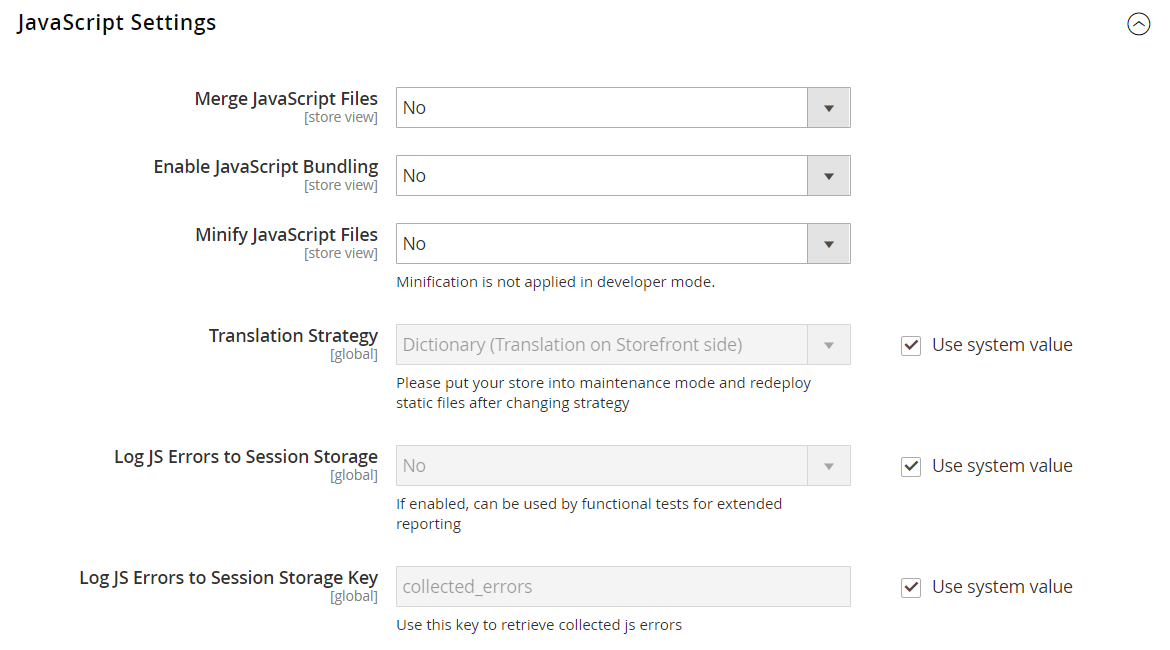 JavaScript Settings
Merge JavaScript Files
[store view]
No
Enable JavaScript Bundling
[store view]
No
Minify JavaScript Files
[store view]
No
Minification is not applied in developer mode.
Translation Strategy
[global]
Dictionary (Translation on Storefront side)
Use system value
Please put your store into maintenance mode and redeploy
static files after changing strategy
Log JS Errors to Session Storage
[global]
No
Use system value
If enabled, can be used by functional tests for extended
reporting
Log JS Errors to Session Storage Key
[global]
collected_errors
Use system value
Use this key to retrieve collected js errors